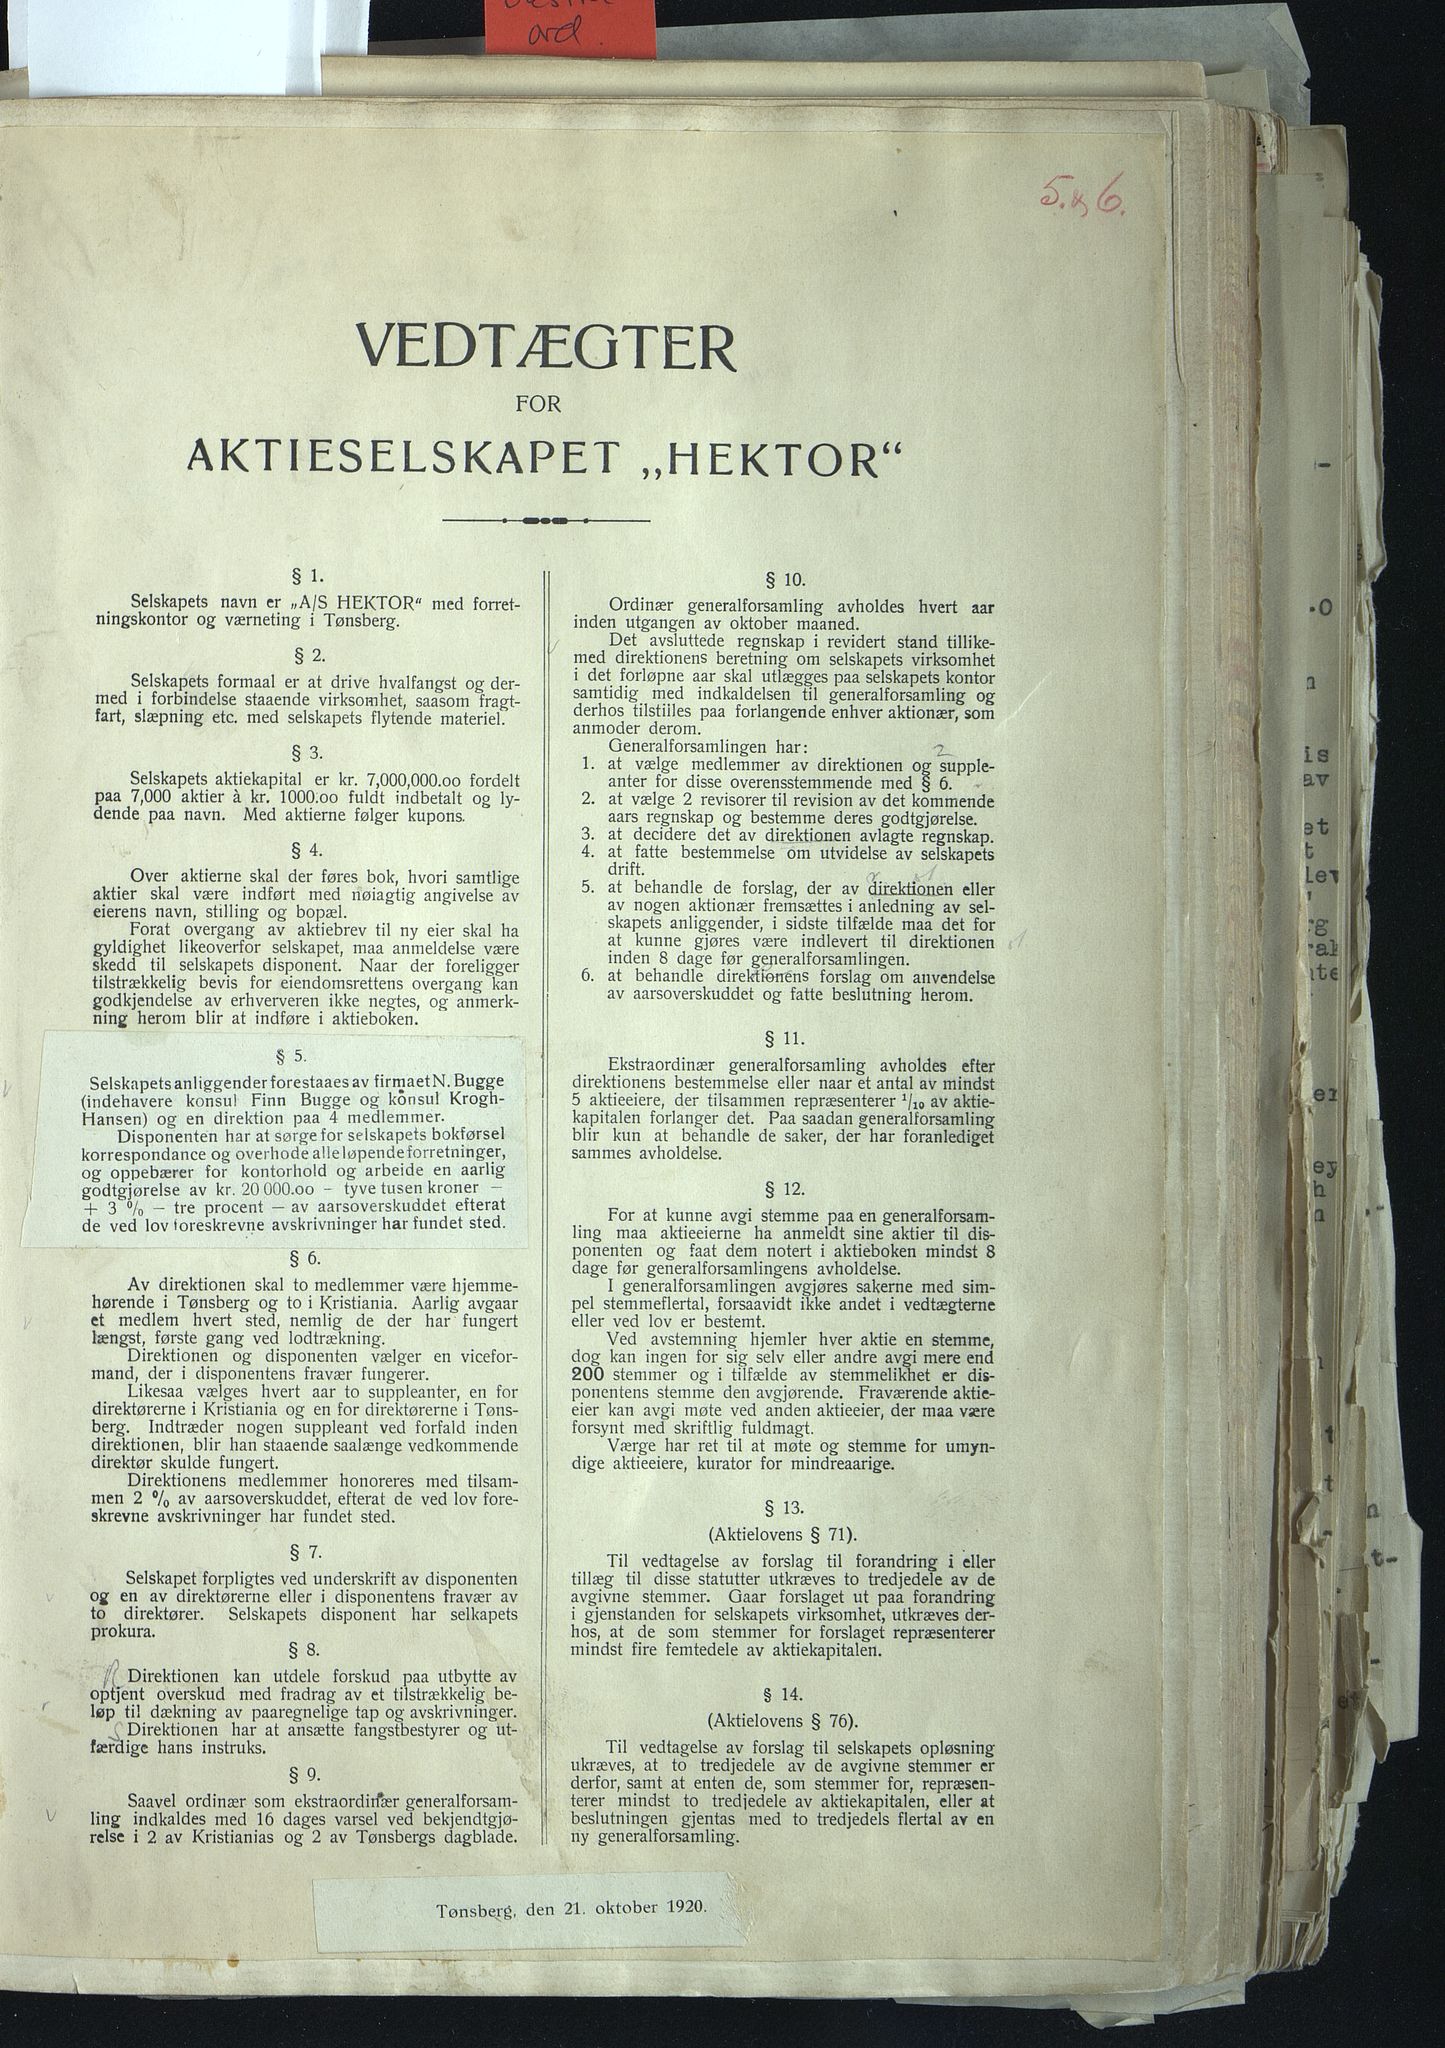 ord.
5. & 6.
VEDTÆGTER
FOR
AKTIESELSKAPET „HEKTOR“
§ 1.
Selskapets navn er „A/S HEKTOR“ med forret-
ningskontor og værneting i Tønsberg.
§ 2.
Selskapets formaal er at drive hvalfangst og der-
med i forbindelse staaende virksomhet, saasom fragt-
fart, slæpning etc. med selskapets flytende materiel.
§ 3.
Selskapets aktiekapital er kr. 7,000,000.oo fordelt
paa 7,000 aktier à kr. 1000.oo fuldt indbetalt og ly-
dende paa navn. Med aktierne følger kupons.
§ 4.
Over aktierne skal der føres bok, hvori samtlige
aktier skal være indført med nøiagtig angivelse av
eierens navn, stilling og bopæl.
Forat overgang av aktiebrev til ny eier skal ha
gyldighet likeoverfor selskapet, maa anmeldelse være
skedd til selskapets disponent. Naar der foreligger
tilstrækkelig bevis for eiendomsrettens overgang kan
godkjendelse av erhververen ikke negtes, og anmerk-
ning herom blir at indføre i aktieboken.
§ 5.
Selskapets anliggender forestaaes av firmaet N. Bugge
(indehavere konsul Finn Bugge og konsul Krogh-
Hansen) og en direktion paa 4 medlemmer.
Disponenten har at sørge for selskapets bokførsel
korrespondance og overhode alle løpende forretninger,
og oppebærer for kontorhold og arbeide en aarlig
godtgjørelse av kr. 20 000.oo – tyve tusen kroner –
+ 3 % – tre procent – av aarsoverskuddet efterat
de ved lov foreskrevne avskrivninger har fundet sted.
§ 6.
Av direktionen skal to medlemmer være hjemme-
hørende i Tønsberg og to i Kristiania. Aarlig avgaar
et medlem hvert sted, nemlig de der har fungert
længst, første gang ved lodtrækning.
Direktionen og disponenten vælger en vicefor-
mand, der i disponentens fravær fungerer.
Likesaa vælges hvert aar to suppleanter, en for
direktørerne i Kristiania og en for direktørerne i Tøns-
berg. Indtræder nogen suppleant ved forfald inden
direktionen, blir han staaende saalænge vedkommende
direktør skulde fungert.
Direktionens medlemmer honoreres med tilsam-
men 2 % av aarsoverskuddet, efterat de ved lov fore-
skrevne avskrivninger har fundet sted.
§ 7.
Selskapet forpligtes ved underskrift av disponenten
og en av direktørerne eller i disponentens fravær av
to direktører. Selskapets disponent har selkapets
prokura.
§ 8.
Direktionen kan utdele forskud paa utbytte av
optjent overskud med fradrag av et tilstrækkelig be-
løp til dækning av paaregnelige tap og avskrivninger.
Direktionen har at ansætte fangstbestyrer og ut-
færdige hans instruks.
§ 9.
Saavel ordinær som ekstraordinær generalforsam-
ling indkaldes med 16 dages varsel ved bekjendtgjø-
relse i 2 av Kristianias og 2 av Tønsbergs dagblade.
§ 10.
Ordinær generalforsamling avholdes hvert aar
inden utgangen av oktober maaned.
Det avsluttede regnskap i revidert stand tillike-
med direktionens beretning om selskapets virksomhet
i det forløpne aar skal utlægges paa selskapets kontor
samtidig med indkaldelsen til generalforsamling og
derhos tilstilles paa forlangende enhver aktionær, som
anmoder derom.
Generalforsamlingen har:
2
1. at vælge medlemmer av direktionen og supple-
anter for disse overensstemmende med § 6.
2. at vælge 2 revisorer til revision av det kommende
aars regnskap og bestemme deres godtgjørelse.
3. at decidere det av direktionen avlagte regnskap.
4. at fatte bestemmelse om utvidelse av selskapets
drift.
5. at behandle de forslag, der av direktionen eller
av nogen aktionær fremsættes i anledning av sel-
skapets anliggender, i sidste tilfælde maa det for
at kunne gjøres være indlevert til direktionen
inden 8 dage før generalforsamlingen.
6. at behandle direktionens forslag om anvendelse
av aarsoverskuddet og fatte beslutning herom.
§ 11.
Ekstraordinær generalforsamling avholdes efter
direktionens bestemmelse eller naar et antal av mindst
5 aktieeiere, der tilsammen repræsenterer 1/10 av aktie-
kapitalen forlanger det. Paa saadan generalforsamling
blir kun at behandle de saker, der har foranlediget
sammes avholdelse.
§ 12.
For at kunne avgi stemme paa en generalforsam-
ling maa aktieeierne ha anmeldt sine aktier til dis-
ponenten og faat dem notert i aktieboken mindst 8
dage før generalforsamlingens avholdelse.
I generalforsamlingen avgjøres sakerne med sim-
pel stemmeflertal, forsaavidt ikke andet i vedtægterne
eller ved lov er bestemt.
Ved avstemning hjemler hver aktie en stemme,
dog kan ingen for sig selv eller andre avgi mere end
200 stemmer og i tilfælde av stemmelikhet er dis-
ponentens stemme den avgjørende. Fraværende aktie-
eier kan avgi møte ved anden aktieeier, der maa være
forsynt med skriftlig fuldmagt.
Værge har ret til at møte og stemme for umyn-
dige aktieeiere, kurator for mindreaarige.
§ 13.
(Aktielovens § 71).
Til vedtagelse av forslag til forandring i eller
tillæg til disse statutter utkræves to tredjedele av de
avgivne stemmer. Gaar forslaget ut paa forandring
i gjenstanden for selskapets virksomhet, utkræves der-
hos, at de som stemmer for forslaget repræsenterer
mindst fire femtedele av aktiekapitalen.
§ 14.
(Aktielovens § 76).
Til vedtagelse av forslag til selskapets opløsning
ukræves, at to tredjedele av de avgivne stemmer er
derfor, samt at enten de, som stemmer for, repræsen-
terer mindst to tredjedele av aktiekapitalen, eller at
beslutningen gjentas med to tredjedels flertal av en
ny generalforsamling.
Tønsberg, den 21. oktober 1920.